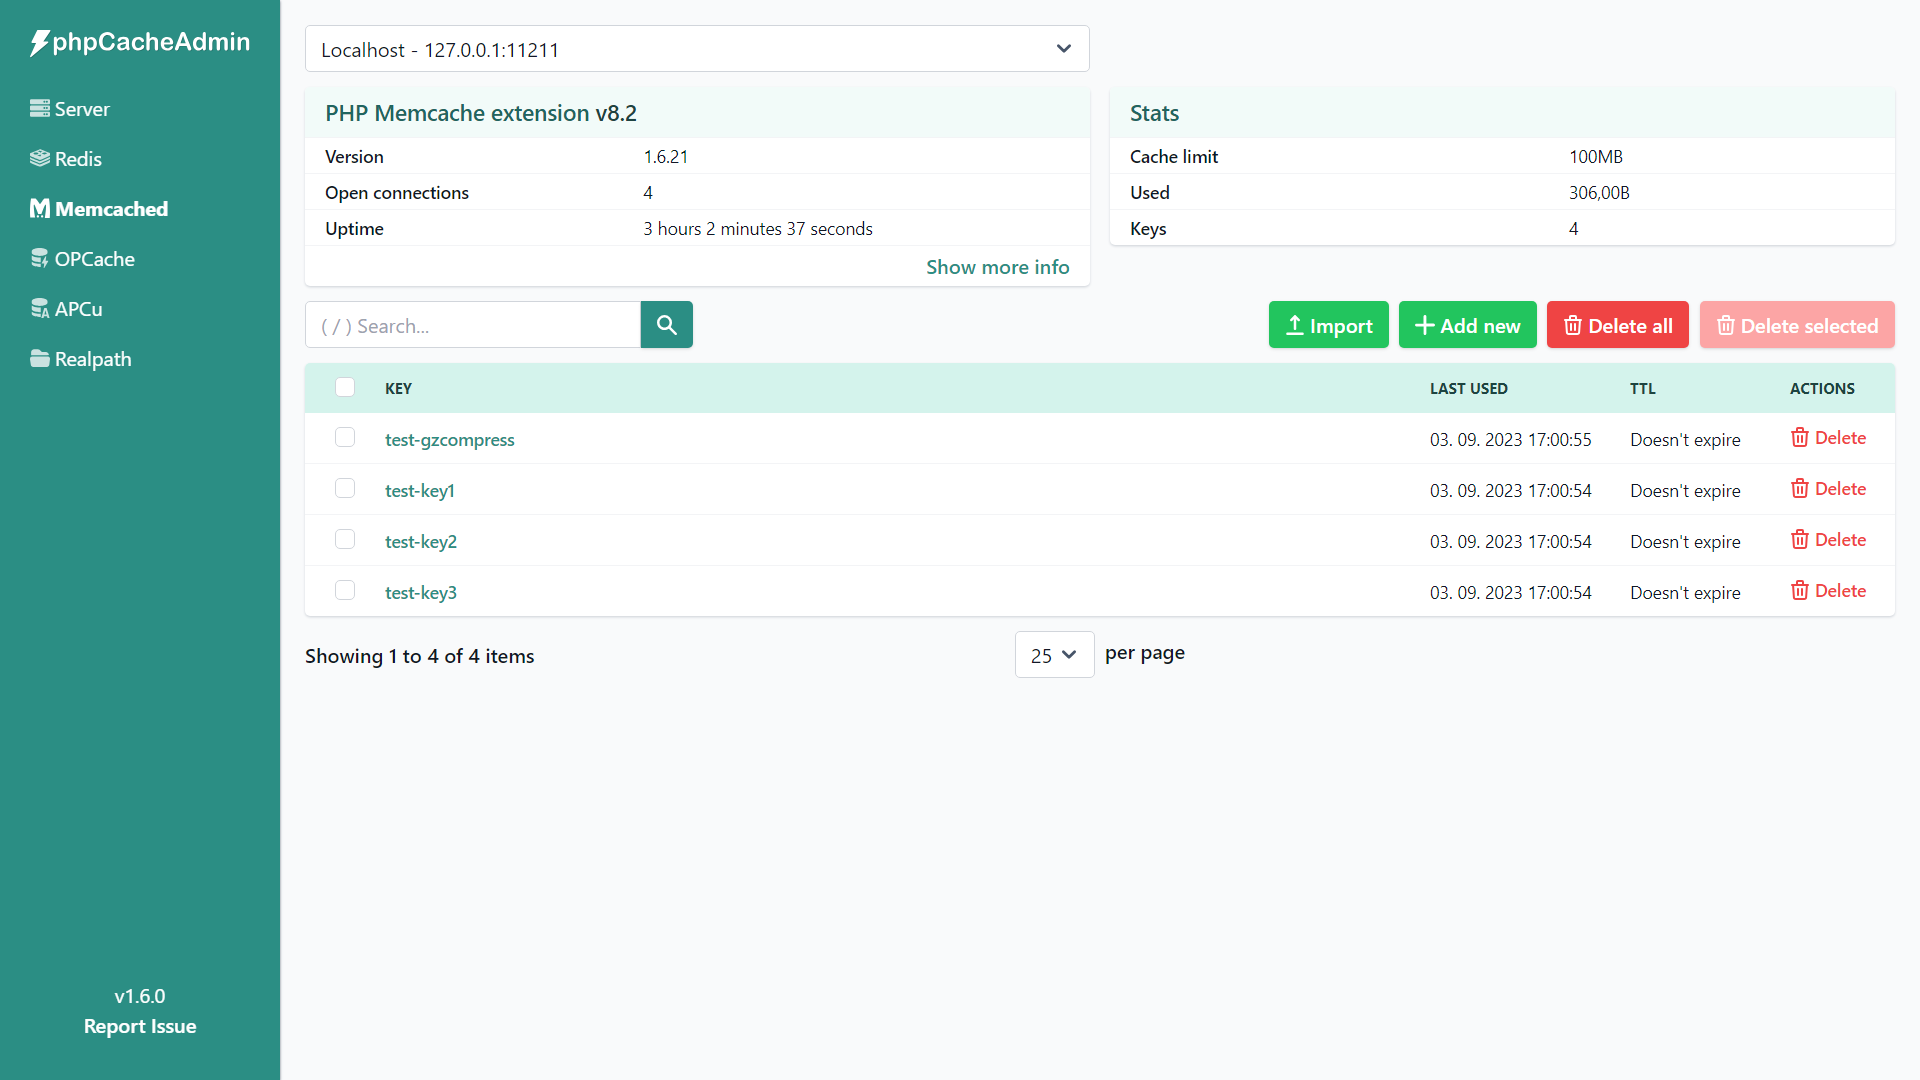 phpCacheAdmin
Server
Redis
Memcached
OPCache
APCu
Realpath
v1.6.0
Report Issue
Localhost - 127.0.0.1:11211
PHP Memcache extension v8.2
Version 1.6.21
Open connections 4
Uptime 3 hours 2 minutes 37 seconds
Show more info
Stats
Cache limit 100MB
Used 306,00B
Keys 4
( / ) Search...
Import
Add new
Delete all
Delete selected
KEY LAST USED TTL ACTIONS
test-gzcompress 03. 09. 2023 17:00:55 Doesn't expire Delete
test-key1 03. 09. 2023 17:00:54 Doesn't expire Delete
test-key2 03. 09. 2023 17:00:54 Doesn't expire Delete
test-key3 03. 09. 2023 17:00:54 Doesn't expire Delete
Showing 1 to 4 of 4 items
25 per page